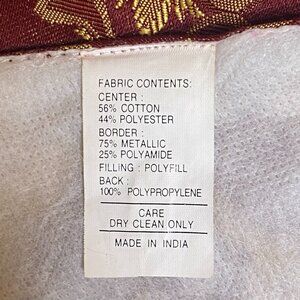 FABRIC CONTENTS:
CENTER :
56% COTTON
44% POLYESTER
BORDER :
75% METALLIC
25% POLYAMIDE
FILLING : POLYFILL
BACK :
100% POLYPROPYLENE
CARE
DRY CLEAN ONLY
MADE IN INDIA